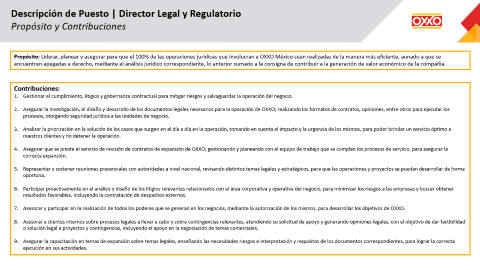 Descripción de Puesto | Director Legal y Regulatorio
Propósito y Contribuciones
OXXO
Propósito: Liderar, planear y asegurar para que el 100% de las operaciones jurídicas que involucran a OXXO México sean realizadas de la manera más eficiente, aunado a que se
encuentren apegadas a derecho, mediante el análisis jurídico correspondiente, lo anterior sumado a la consigna de contribuir a la generación de valor económico de la compañía.
Contribuciones:
1. Gestionar el cumplimiento, litigios y gobernanza contractual para mitigar riesgos y salvaguardar la operación del negocio.
2. Asegurar la investigación, el diseño y desarrollo de los documentos legales necesarios para la operación de OXXO; realizando los formatos de contratos, opiniones, entre otros para ejecutar los
procesos, otorgando seguridad jurídica a las unidades de negocio.
3. Analizar la priorización en la solución de los casos que surgen en el día a día en la operación, tomando en cuenta el impacto y la urgencia de los mismos, para poder brindar un servicio óptimo a
nuestros clientes y no detener la operación.
4. Asegurar que se preste el servicio de revisión de contratos de expansión de OXXO; gestionando y planeando con el equipo de trabajo que se cumplan los procesos de servicio, para asegurar la
correcta expansión.
5. Representar y sostener reuniones presenciales con autoridades a nivel nacional, revisando distintos temas legales y estratégicos, para que las operaciones y proyectos se puedan desarrollar de forma
oportuna.
6. Participar proactivamente en el análisis y diseño de los litigios relevantes relacionados con el área corporativa y operativa del negocio, para minimizar los riesgos a las empresas y buscar obtener
resultados favorables, incluyendo la contratación de despachos externos.
7. Asesorar y participar en la realización de todos los poderes que se generan en los negocios, mediante la autorización de los mismos, para desarrollar los objetivos de OXXO.
8. Asesorar a clientes internos sobre procesos legales a llevar a cabo y sobre contingencias relevantes, atendiendo su solicitud de apoyo y generando opiniones legales, con el objetivo de dar factibilidad
o solución legal a proyectos y contingencias, incluyendo el apoyo en la negociación de temas comerciales.
9. Asegurar la capacitación en temas de expansión sobre temas legales, enseñando las necesidades riesgos e interpretación y requisitos de los documentos correspondientes, para lograr la correcta
ejecución en sus actividades.